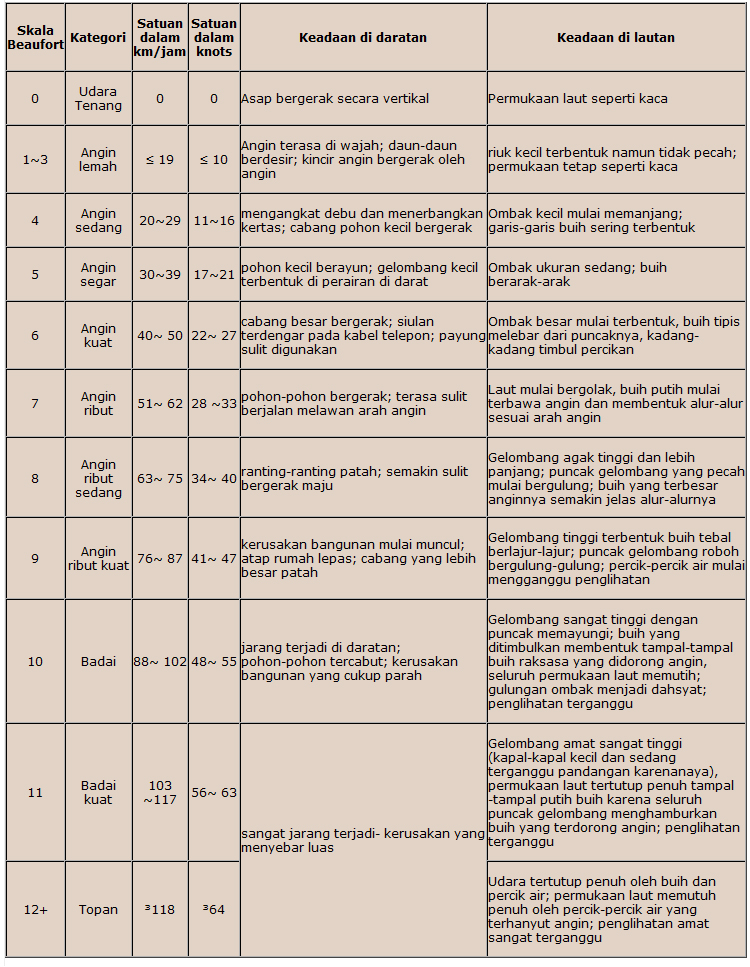 Skala Beaufort
Kategori
Satuan dalam km/jam
Satuan dalam knots
Keadaan di daratan
Keadaan di lautan
0
Udara Tenang
0
0
Asap bergerak secara vertikal
Permukaan laut seperti kaca
1~3
Angin lemah
≤ 19
≤ 10
Angin terasa di wajah; daun-daun
berdesir; kincir angin bergerak oleh
angin
riuk kecil terbentuk namun tidak pecah;
permukaan tetap seperti kaca
4
Angin sedang
20~29
11~16
mengangkat debu dan menerbangkan
kertas; cabang pohon kecil bergerak
Ombak kecil mulai memanjang;
garis-garis buih sering terbentuk
5
Angin segar
30~39
17~21
pohon kecil berayun; gelombang kecil
terbentuk di perairan di darat
Ombak ukuran sedang; buih
berarak-arak
6
Angin kuat
40~ 50
22~ 27
cabang besar bergerak; siulan
terdengar pada kabel telepon; payung
sulit digunakan
Ombak besar mulai terbentuk, buih tipis
melebar dari puncaknya, kadang-
kadang timbul percikan
7
Angin ribut
51~ 62
28 ~33
pohon-pohon bergerak; terasa sulit
berjalan melawan arah angin
Laut mulai bergolak, buih putih mulai
terbawa angin dan membentuk alur-alur
sesuai arah angin
8
Angin ribut sedang
63~ 75
34~ 40
ranting-ranting patah; semakin sulit
bergerak maju
Gelombang agak tinggi dan lebih
panjang; puncak gelombang yang pecah
mulai bergulung; buih yang terbesar
anginnya semakin jelas alur-alurnya
9
Angin ribut kuat
76~ 87
41~ 47
kerusakan bangunan mulai muncul;
atap rumah lepas; cabang yang lebih
besar patah
Gelombang tinggi terbentuk buih tebal
berlajur-lajur; puncak gelombang roboh
bergulung-gulung; percik-percik air mulai
mengganggu penglihatan
10
Badai
88~ 102
48~ 55
jarang terjadi di daratan;
pohon-pohon tercabut; kerusakan
bangunan yang cukup parah
Gelombang sangat tinggi dengan
puncak memayungi; buih yang
ditimbulkan membentuk tampal-tampal
buih raksasa yang didorong angin,
seluruh permukaan laut memutih;
gulungan ombak menjadi dahsyat;
penglihatan terganggu
11
Badai kuat
103 ~117
56~ 63
sangat jarang terjadi- kerusakan yang
menyebar luas
Gelombang amat sangat tinggi
(kapal-kapal kecil dan sedang
terganggu pandangan karenanaya),
permukaan laut tertutup penuh tampal
-tampal putih buih karena seluruh
puncak gelombang menghamburkan
buih yang terdorong angin; penglihatan
terganggu
12+
Topan
³118
³64
Udara tertutup penuh oleh buih dan
percik air; permukaan laut memutuh
penuh oleh percik-percik air yang
terhanyut angin; penglihatan amat
sangat terganggu